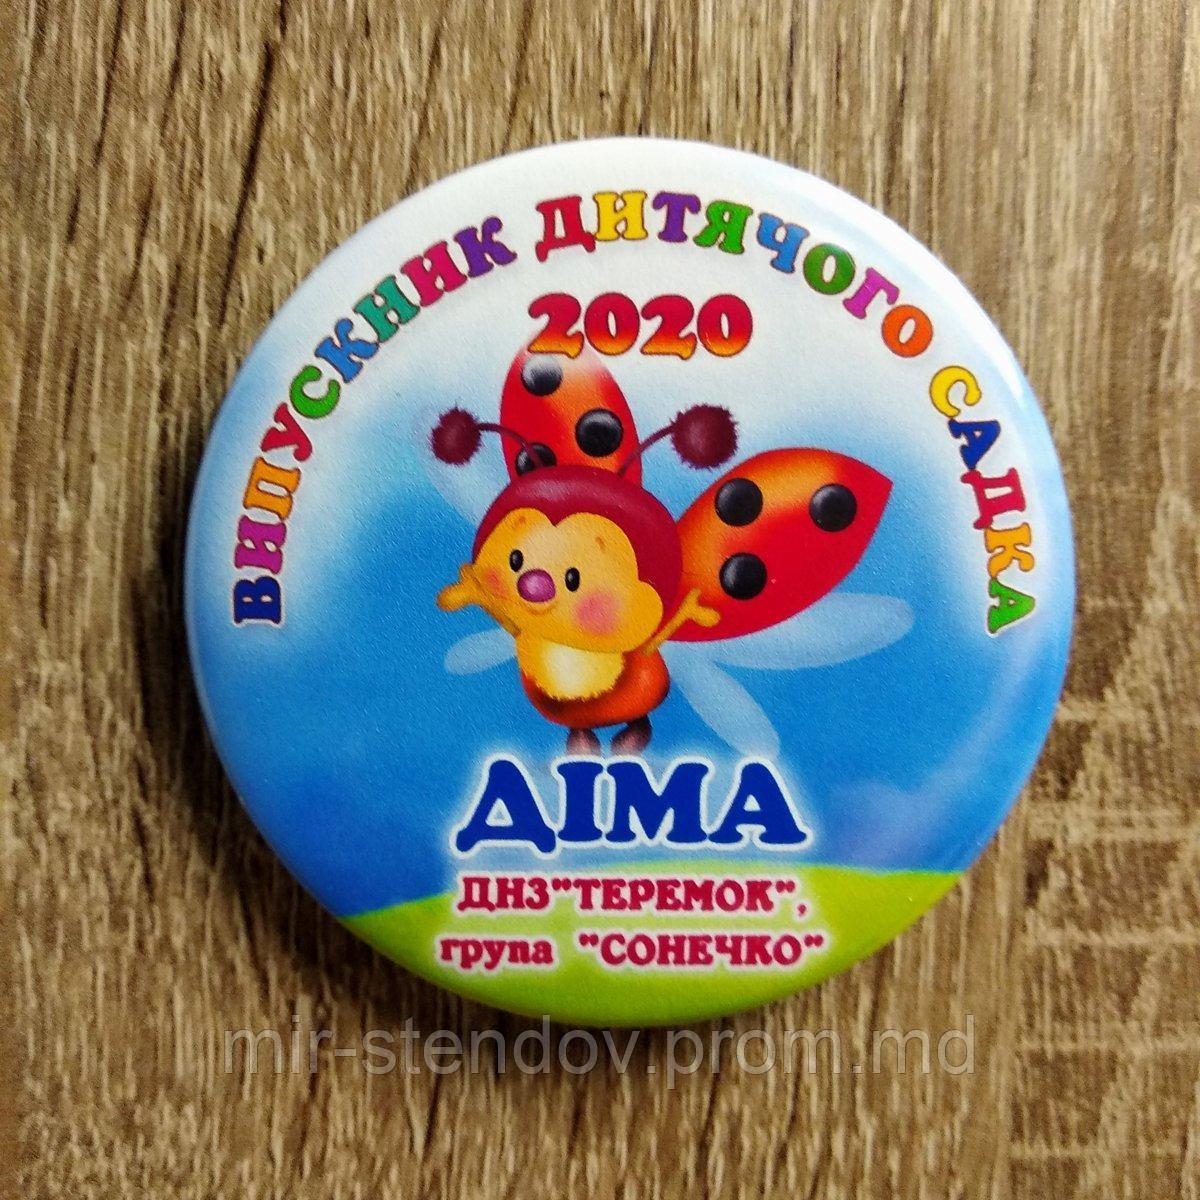 ВИПУСКНИК ДИТЯЧОГО САДКА
2020
ДІМА
ДНЗ"ТЕРЕМОК",
група "СОНЕЧКО"
mir-stendov.prom.md